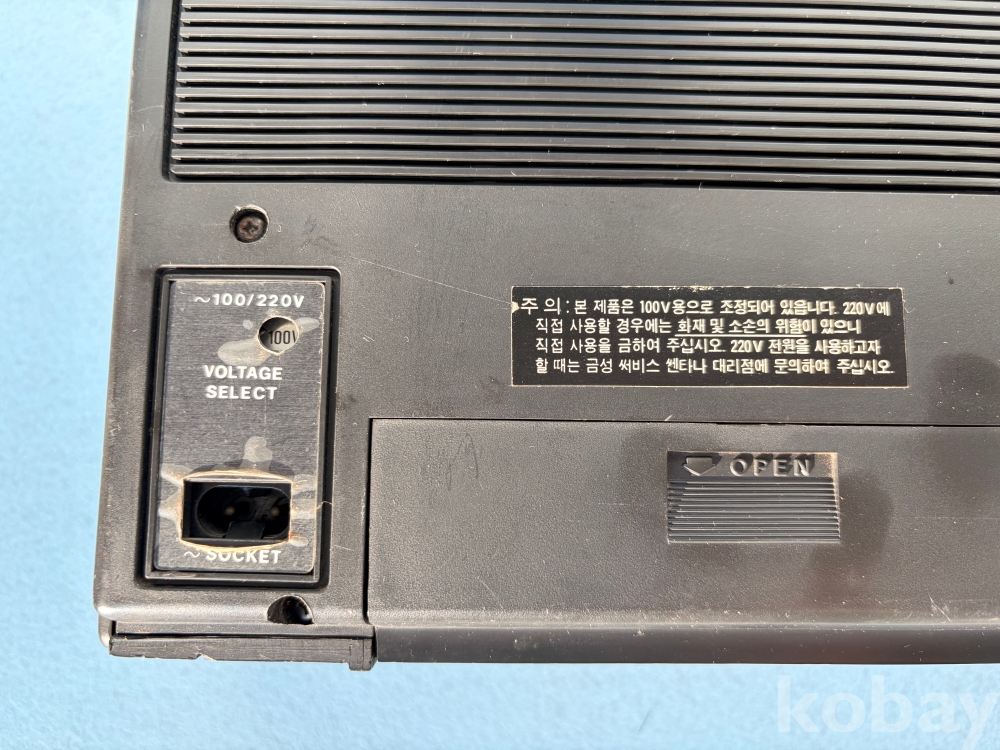 ~100/220V
100V
VOLTAGE
SELECT
~ SOCKET
주 의 : 본 제품은 100V용으로 조정되어 있읍니다. 220V에
직접 사용할 경우에는 화재 및 소손의 위험이 있으니
직접 사용을 금하여 주십시오. 220V 전원을 사용하고자
할 때는 금성 써비스 쎈타나 대리점에 문의하여 주십시오.
OPEN
kobay